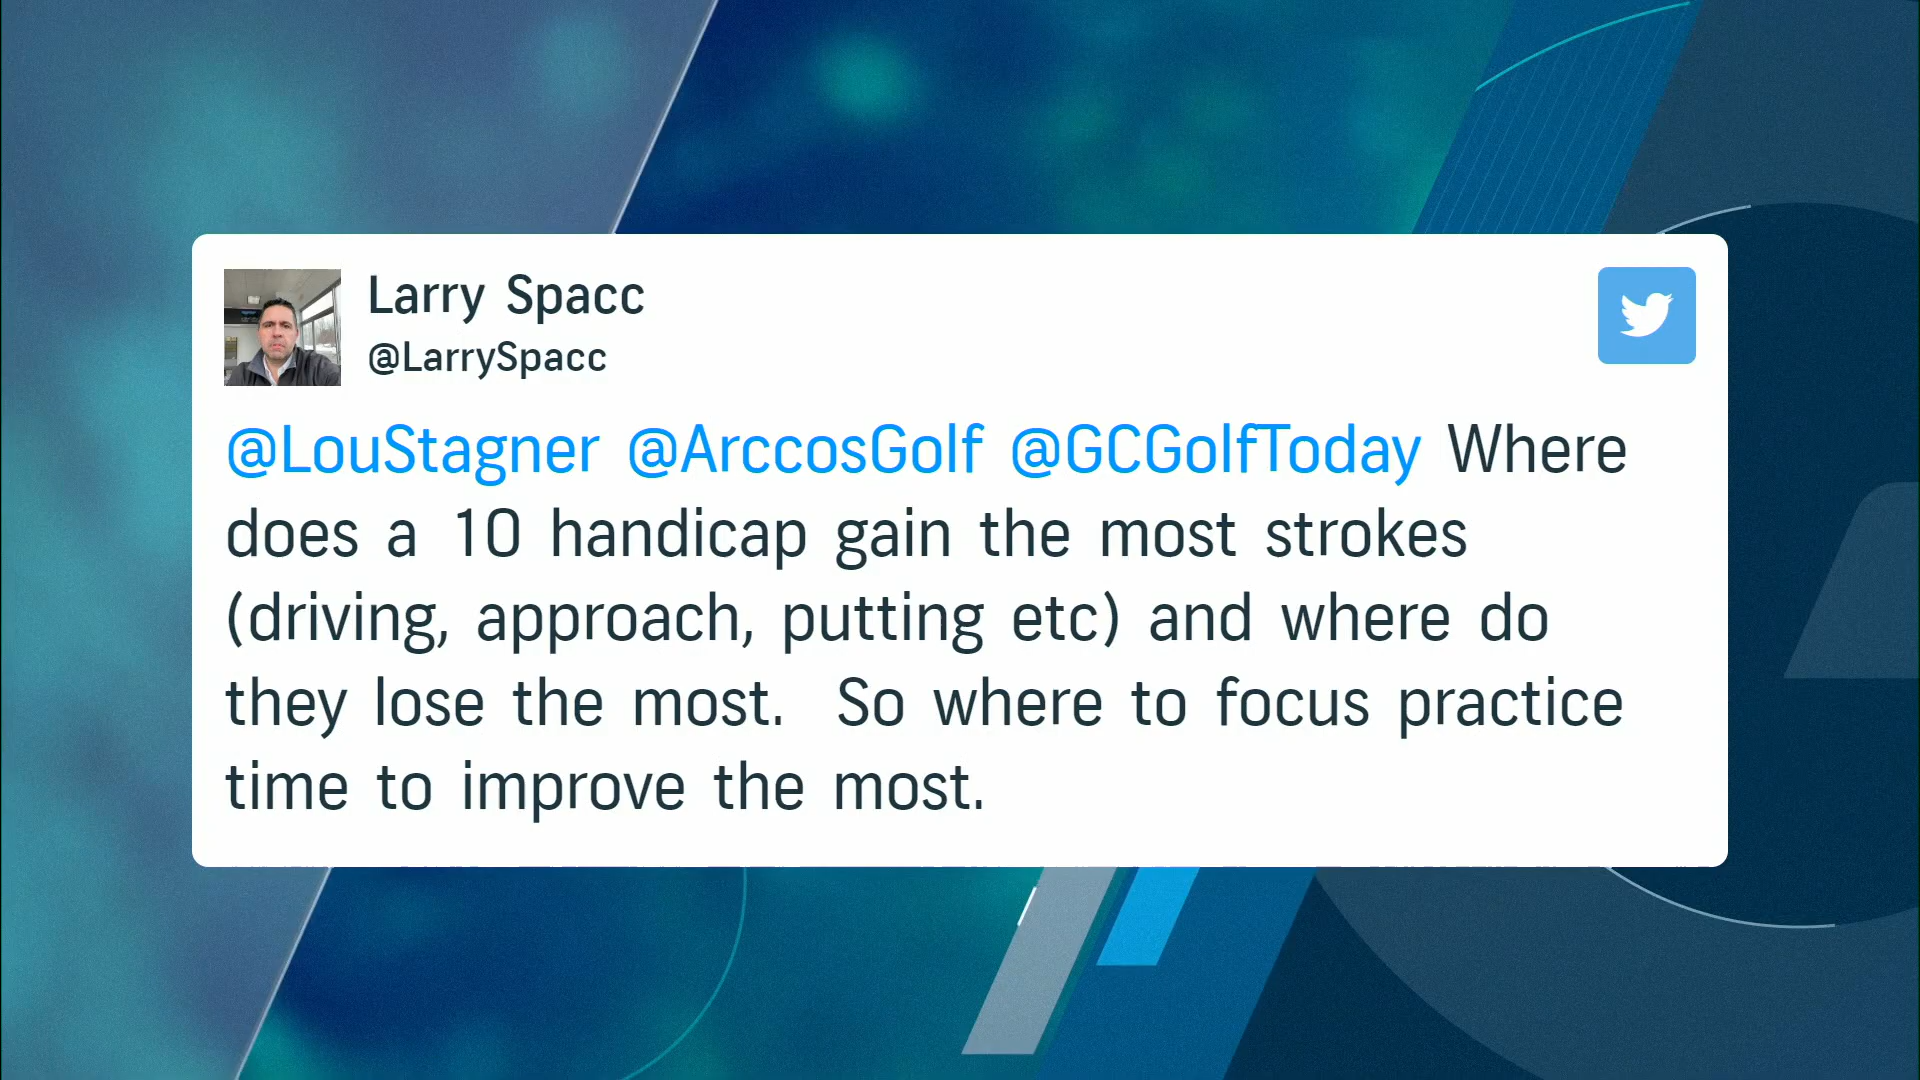 Larry Spacc
@LarrySpacc
@LouStagner @ArccosGolf @GCGolfToday Where
does a 10 handicap gain the most strokes
(driving, approach, putting etc) and where do
they lose the most.  So where to focus practice
time to improve the most.